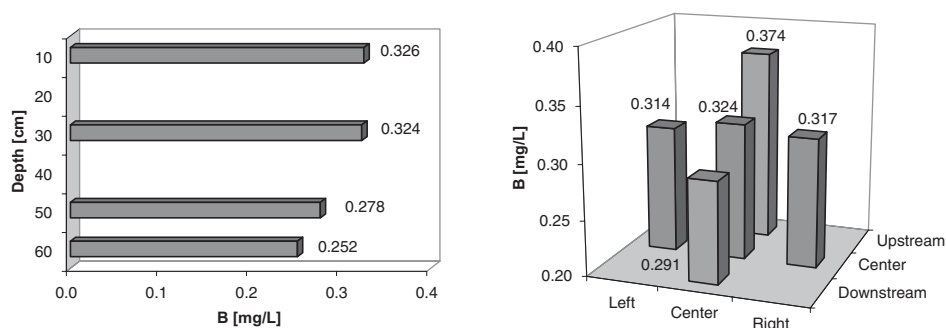 10
20
30
40
50
60
Depth [cm]
0.326
0.324
0.278
0.252
0.0 0.1 0.2 0.3 0.4
B [mg/L]
0.40
0.35
0.30
0.25
0.20
B [mg/L]
0.374
0.314 0.324 0.317
0.291
Left Center Right
Upstream
Center
Downstream